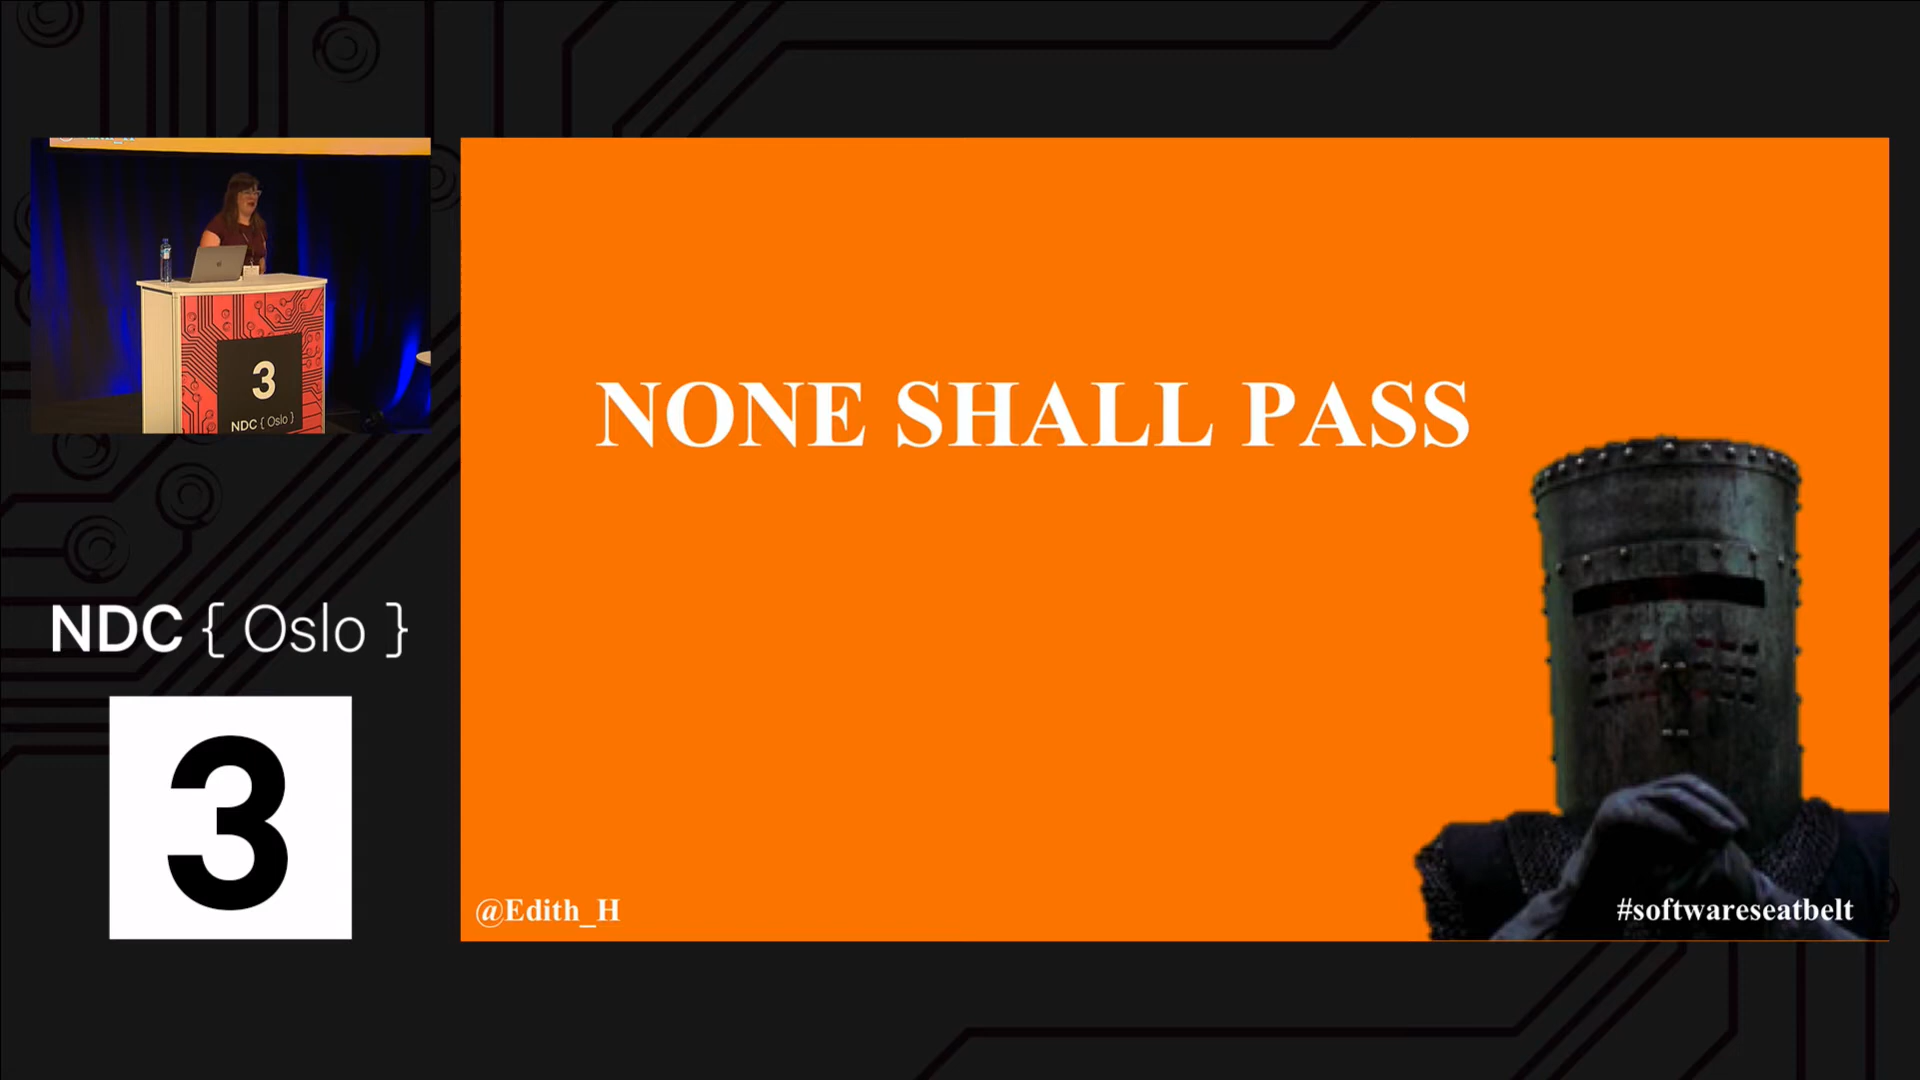 3
NDC { Oslo }
NDC { Oslo }
3
NONE SHALL PASS
@Edith_H
#softwareseatbelt